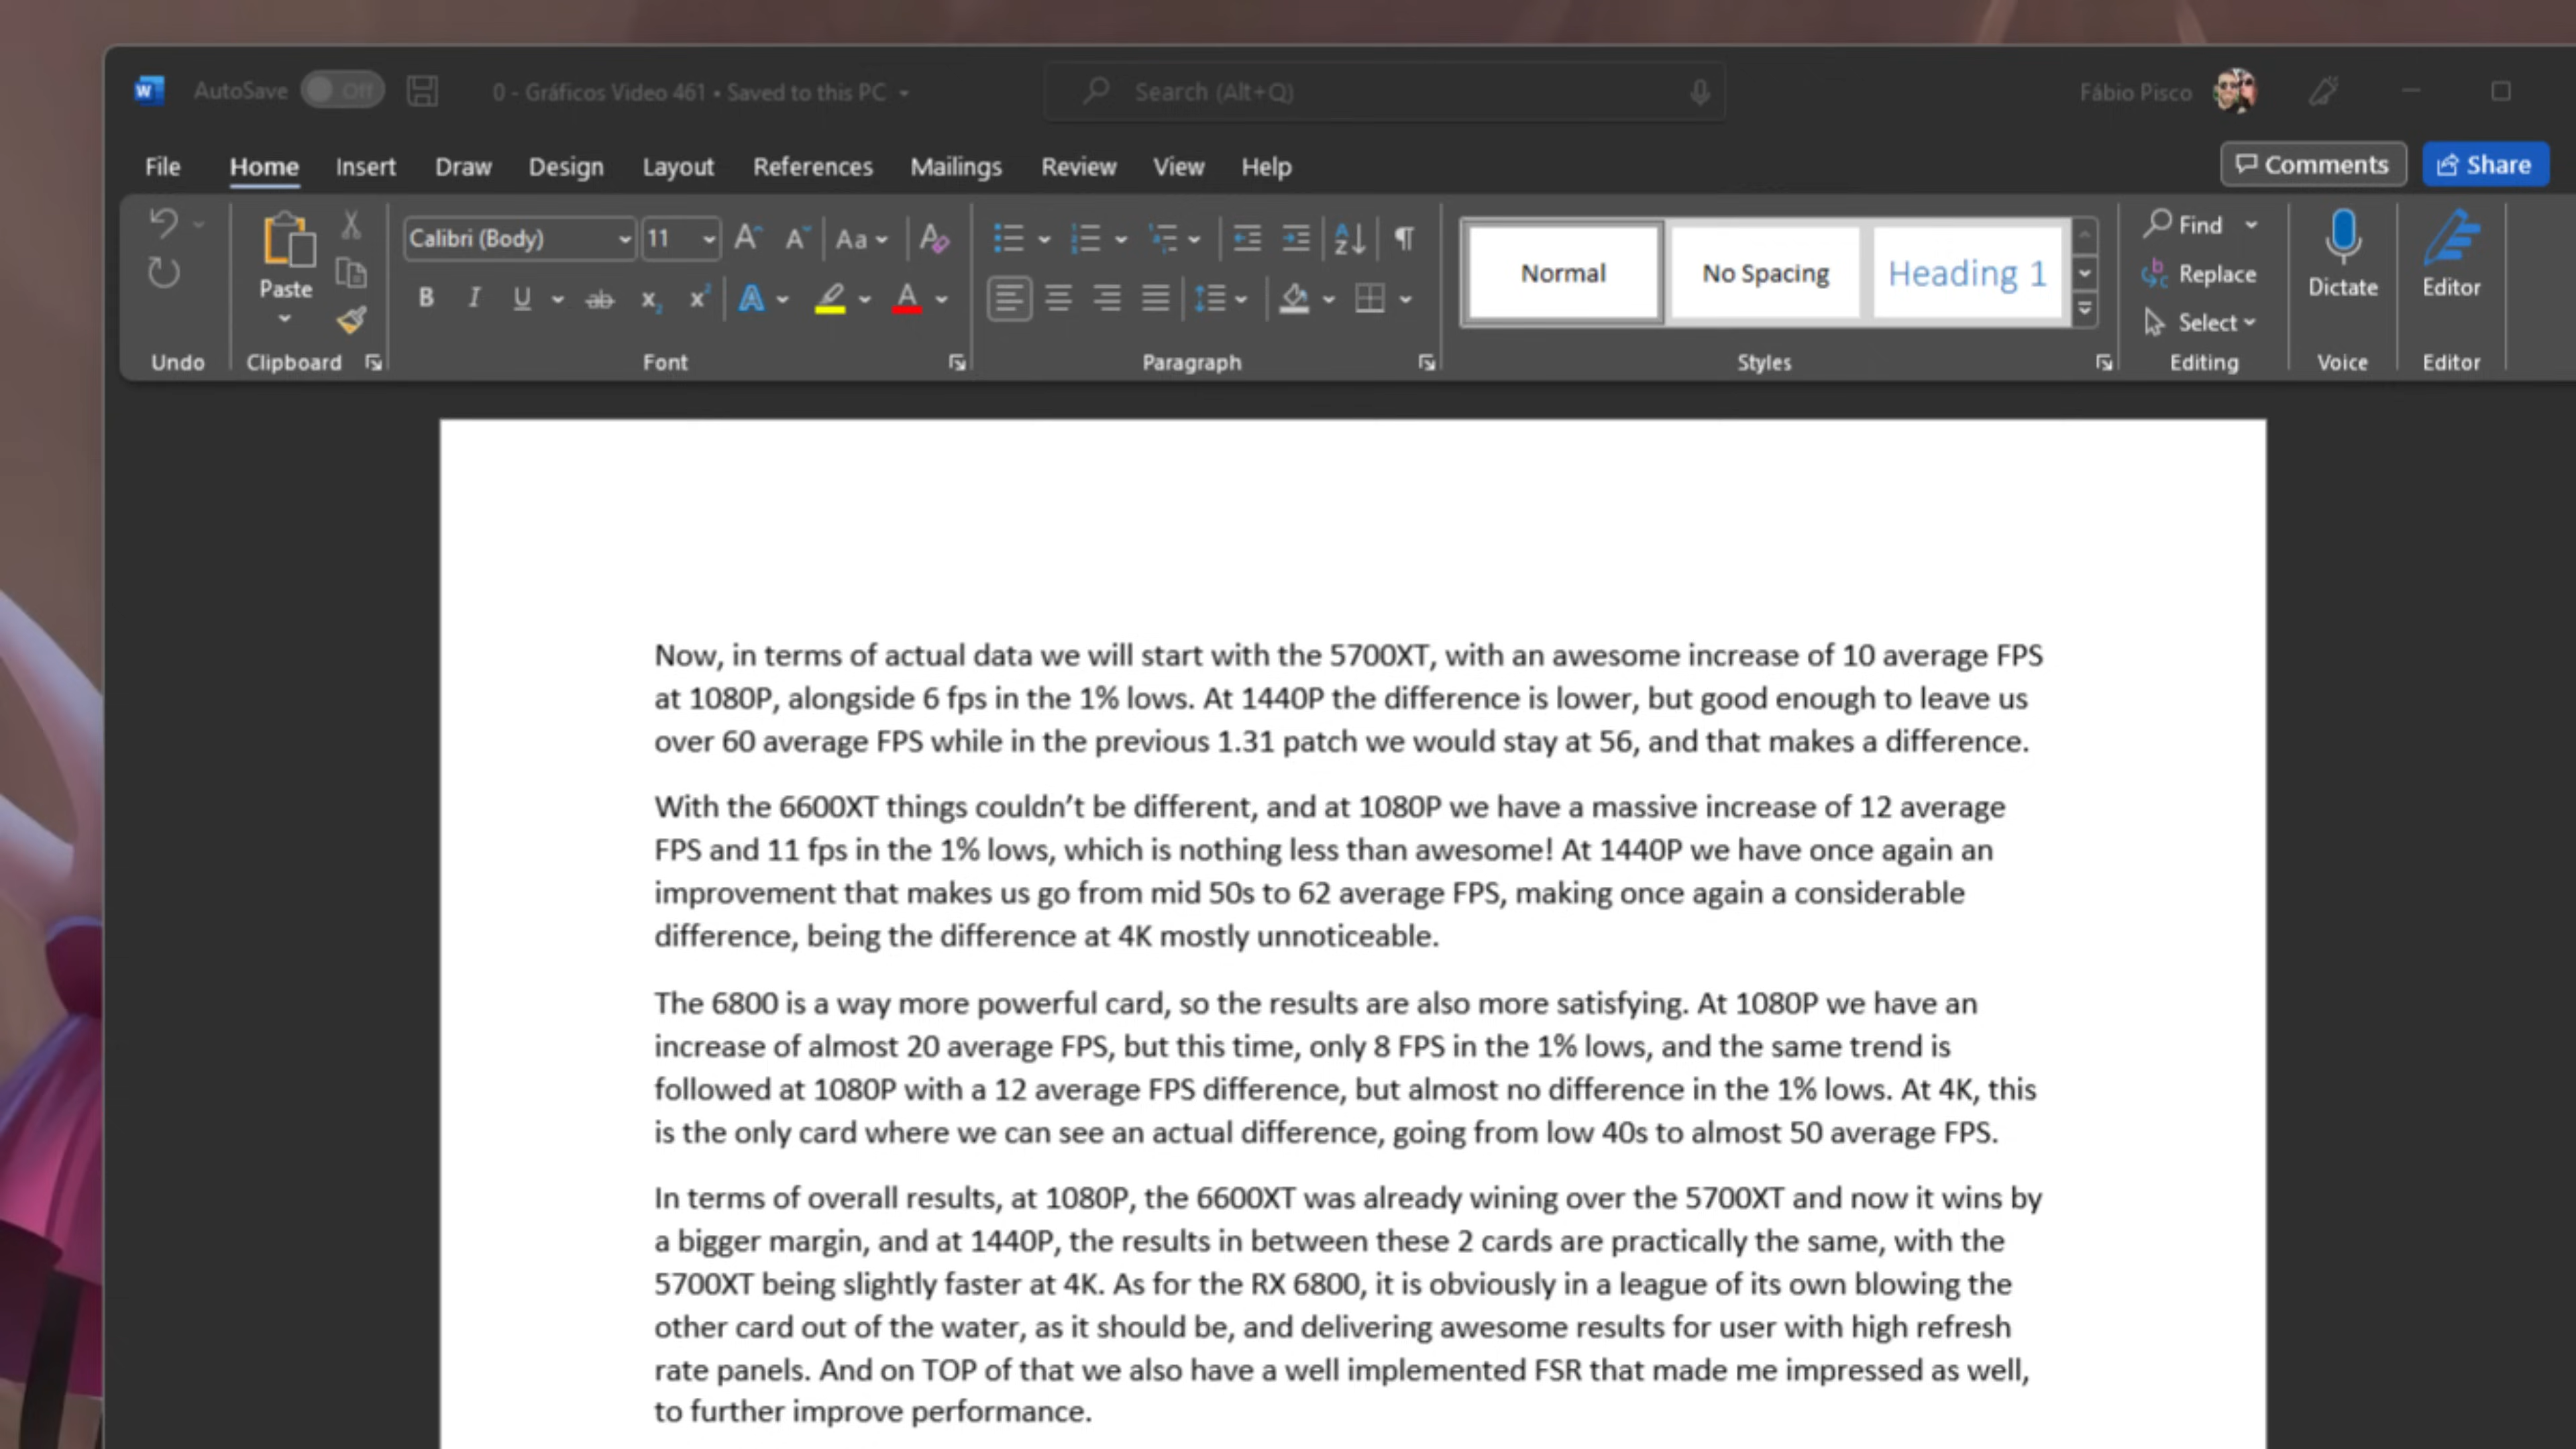 AutoSave Off 0 - Gráficos Video 461 • Saved to this PC Search (Alt+Q) Fábio Pisco
File Home Insert Draw Design Layout References Mailings Review View Help Comments Share
Calibri (Body) 11 Normal No Spacing Heading 1 Find
Paste Replace Dictate Editor
Select
Undo Clipboard Font Paragraph Styles Editing Voice Editor
Now, in terms of actual data we will start with the 5700XT, with an awesome increase of 10 average FPS
at 1080P, alongside 6 fps in the 1% lows. At 1440P the difference is lower, but good enough to leave us
over 60 average FPS while in the previous 1.31 patch we would stay at 56, and that makes a difference.
With the 6600XT things couldn’t be different, and at 1080P we have a massive increase of 12 average
FPS and 11 fps in the 1% lows, which is nothing less than awesome! At 1440P we have once again an
improvement that makes us go from mid 50s to 62 average FPS, making once again a considerable
difference, being the difference at 4K mostly unnoticeable.
The 6800 is a way more powerful card, so the results are also more satisfying. At 1080P we have an
increase of almost 20 average FPS, but this time, only 8 FPS in the 1% lows, and the same trend is
followed at 1080P with a 12 average FPS difference, but almost no difference in the 1% lows. At 4K, this
is the only card where we can see an actual difference, going from low 40s to almost 50 average FPS.
In terms of overall results, at 1080P, the 6600XT was already wining over the 5700XT and now it wins by
a bigger margin, and at 1440P, the results in between these 2 cards are practically the same, with the
5700XT being slightly faster at 4K. As for the RX 6800, it is obviously in a league of its own blowing the
other card out of the water, as it should be, and delivering awesome results for user with high refresh
rate panels. And on TOP of that we also have a well implemented FSR that made me impressed as well,
to further improve performance.